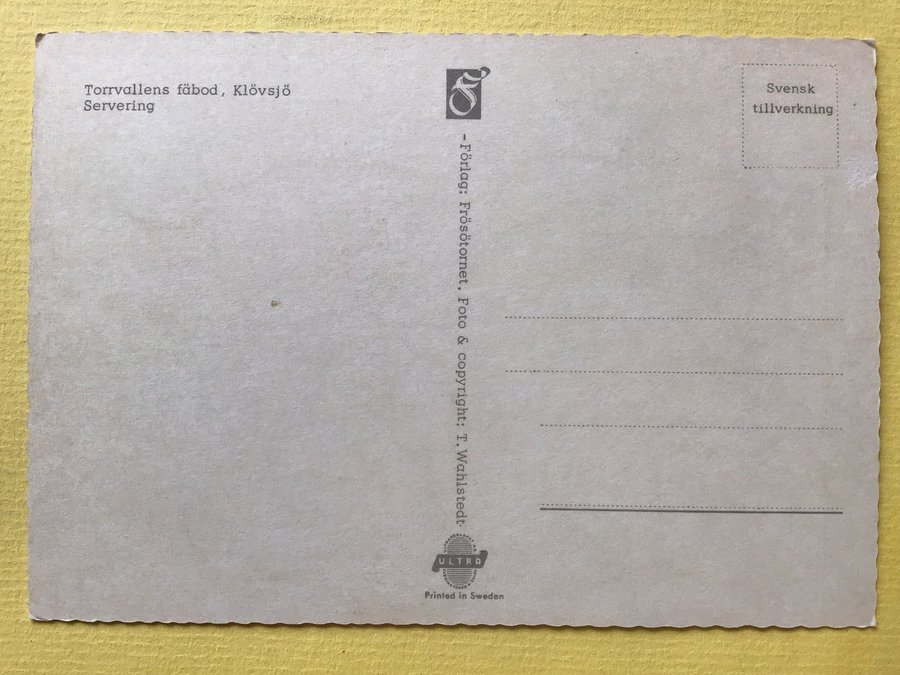 Torrvallens fäbod, Klövsjö
Servering
- Förlag: Frösötornet. Foto & copyright: T. Wahlstedt
Svensk
tillverkning
ULTRA
Printed in Sweden